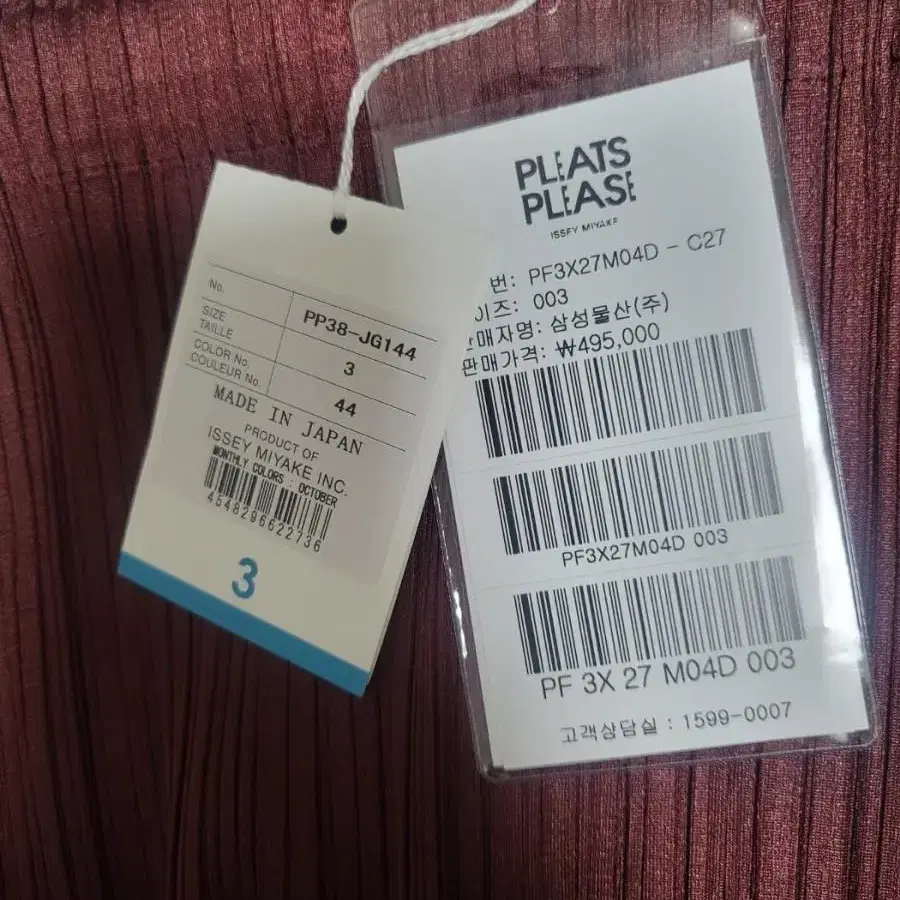 No.
PP38-JG144
SIZE
TAILLE
3
COLOR No.
COULEUR No.
44
MADE IN JAPAN
PRODUCT OF
ISSEY MIYAKE INC.
MONTHLY COLORS : OCTOBER
4548296622736
3
PLEATS
PLEASE
ISSEY MIYAKE
번: PF3X27M04D - C27
이즈: 003
매자명: 삼성물산(주)
판매가격: ₩495,000
PF3X27M04D 003
PF 3X 27 M04D 003
고객상담실 : 1599-0007